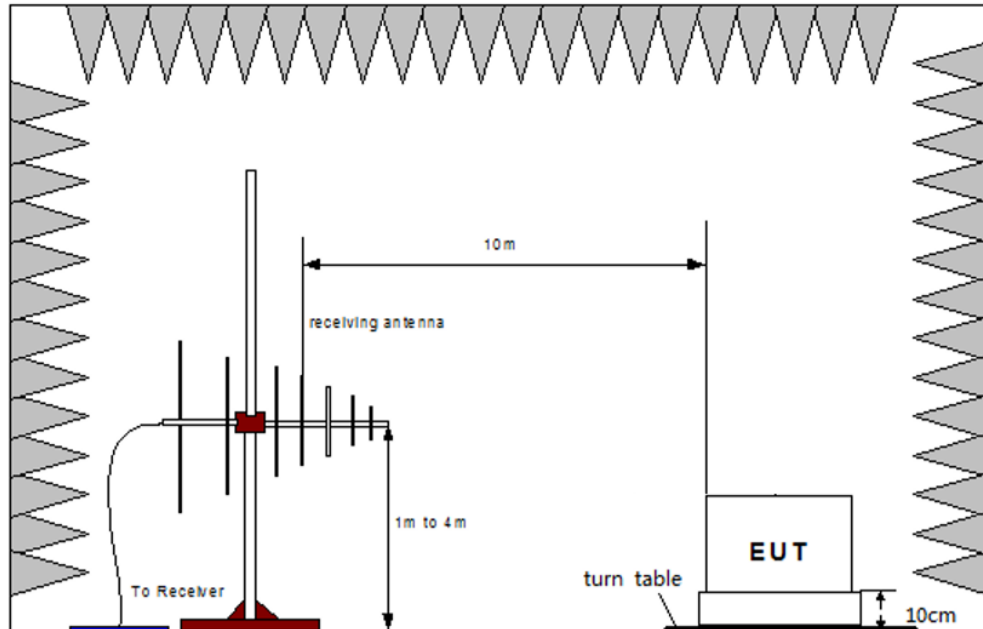 10m
receiving antenna
1m to 4m
EUT
turn table
To Receiver
10cm